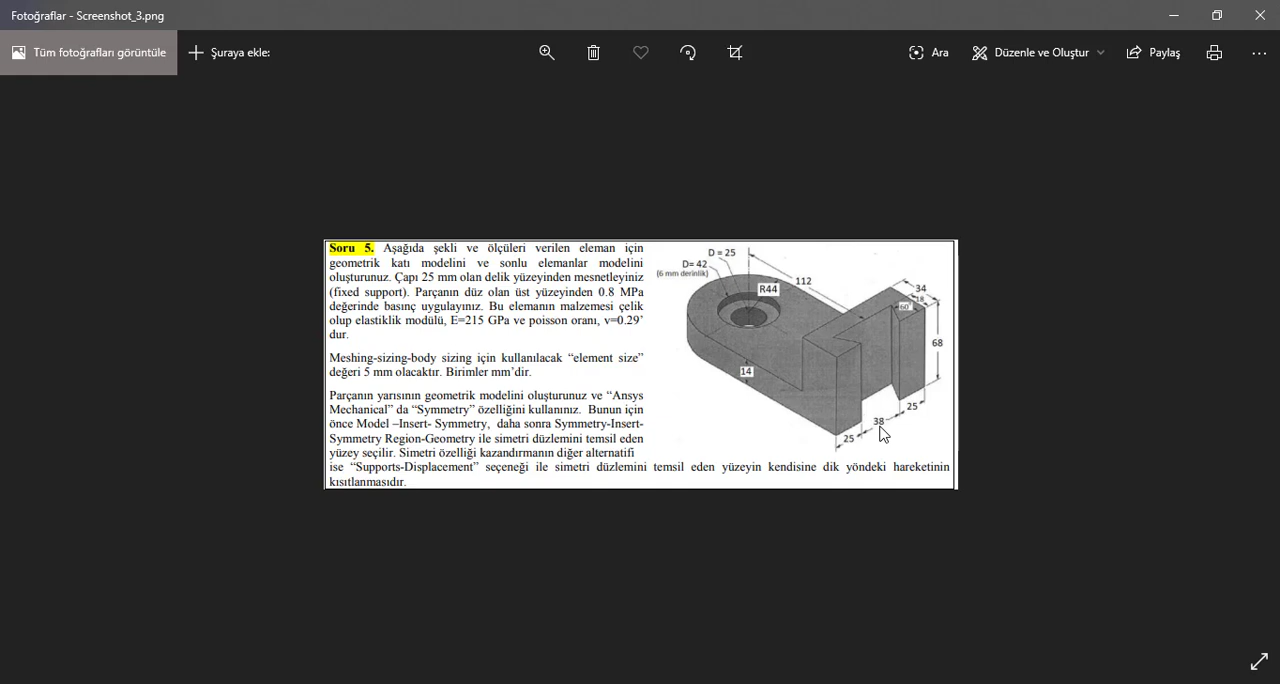 Fotoğraflar - Screenshot_3.png
Tüm fotoğrafları görüntüle
Şuraya ekle:
Ara
Düzenle ve Oluştur
Paylaş
Soru 5. Aşağıda şekli ve ölçüleri verilen eleman için
geometrik katı modelini ve sonlu elemanlar modelini
oluşturunuz. Çapı 25 mm olan delik yüzeyinden mesnetleyiniz
(fixed support). Parçanın düz olan üst yüzeyinden 0.8 MPa
değerinde basınç uygulayınız. Bu elemanın malzemesi çelik
olup elastiklik modülü, E=215 GPa ve poisson oranı, v=0.29’
dur.
Meshing-sizing-body sizing için kullanılacak “element size”
değeri 5 mm olacaktır. Birimler mm’dir.
Parçanın yarısının geometrik modelini oluşturunuz ve “Ansys
Mechanical” da “Symmetry” özelliğini kullanınız. Bunun için
önce Model –Insert- Symmetry, daha sonra Symmetry-Insert-
Symmetry Region-Geometry ile simetri düzlemini temsil eden
yüzey seçilir. Simetri özelliği kazandırmanın diğer alternatifi
ise “Supports-Displacement” seçeneği ile simetri düzlemini temsil eden yüzeyin kendisine dik yöndeki hareketinin
kısıtlanmasıdır.
D = 25
D= 42
(6 mm derinlik)
R44
112
34
18
60°
68
14
25
38
25